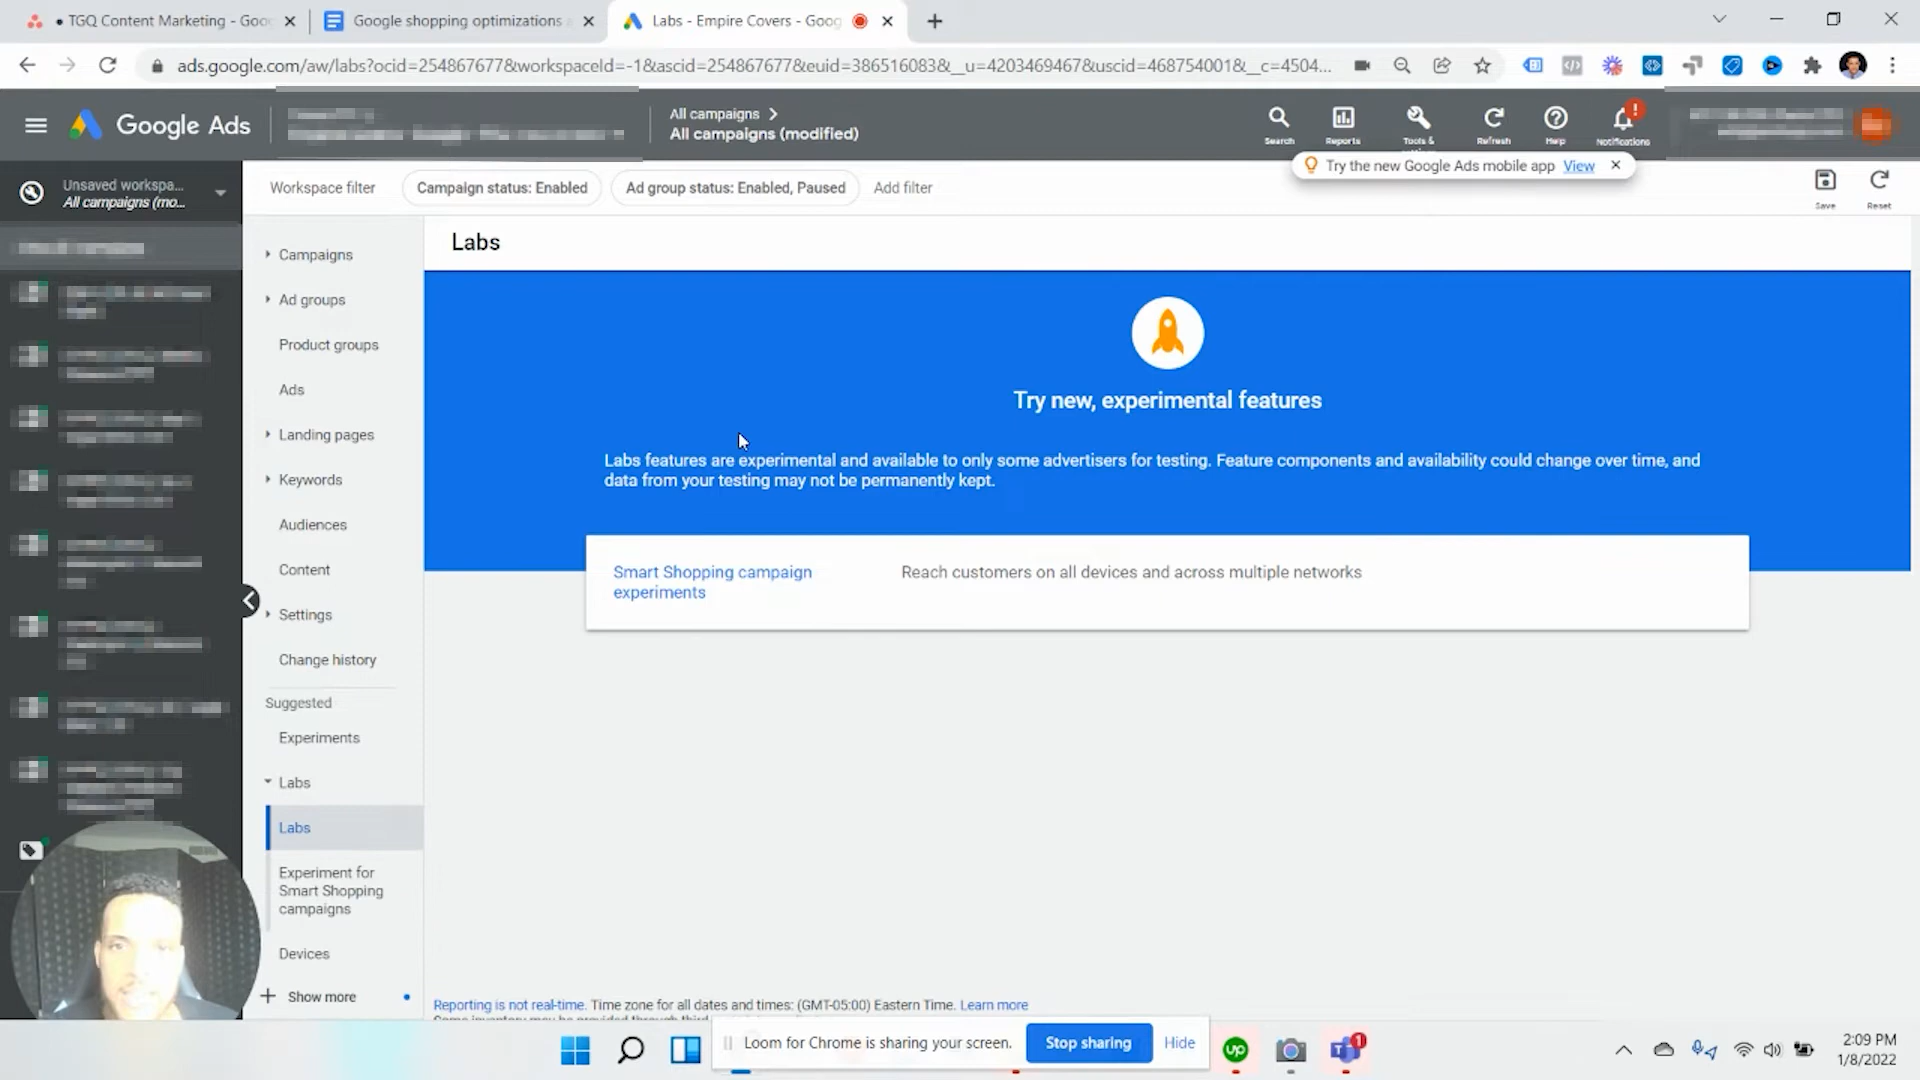 TGQ Content Marketing - Goo
Google shopping optimizations
Labs - Empire Covers - Goog
ads.google.com/aw/labs?ocid=254867677&workspaceId=-1&ascid=254867677&euid=386516083&__u=4203469467&uscid=468754001&__c=4504...
Google Ads
All campaigns
All campaigns (modified)
Search
Reports
Tools &
Refresh
Help
Notifications
Try the new Google Ads mobile app View
Unsaved workspa...
All campaigns (mo...
Workspace filter
Campaign status: Enabled
Ad group status: Enabled, Paused
Add filter
Save
Reset
Campaigns
Ad groups
Product groups
Ads
Landing pages
Keywords
Audiences
Content
Settings
Change history
Suggested
Experiments
Labs
Labs
Experiment for
Smart Shopping
campaigns
Devices
Show more
Labs
Try new, experimental features
Labs features are experimental and available to only some advertisers for testing. Feature components and availability could change over time, and
data from your testing may not be permanently kept.
Smart Shopping campaign
experiments
Reach customers on all devices and across multiple networks
Reporting is not real-time. Time zone for all dates and times: (GMT-05:00) Eastern Time. Learn more
Loom for Chrome is sharing your screen.
Stop sharing
Hide
up
1
2:09 PM
1/8/2022